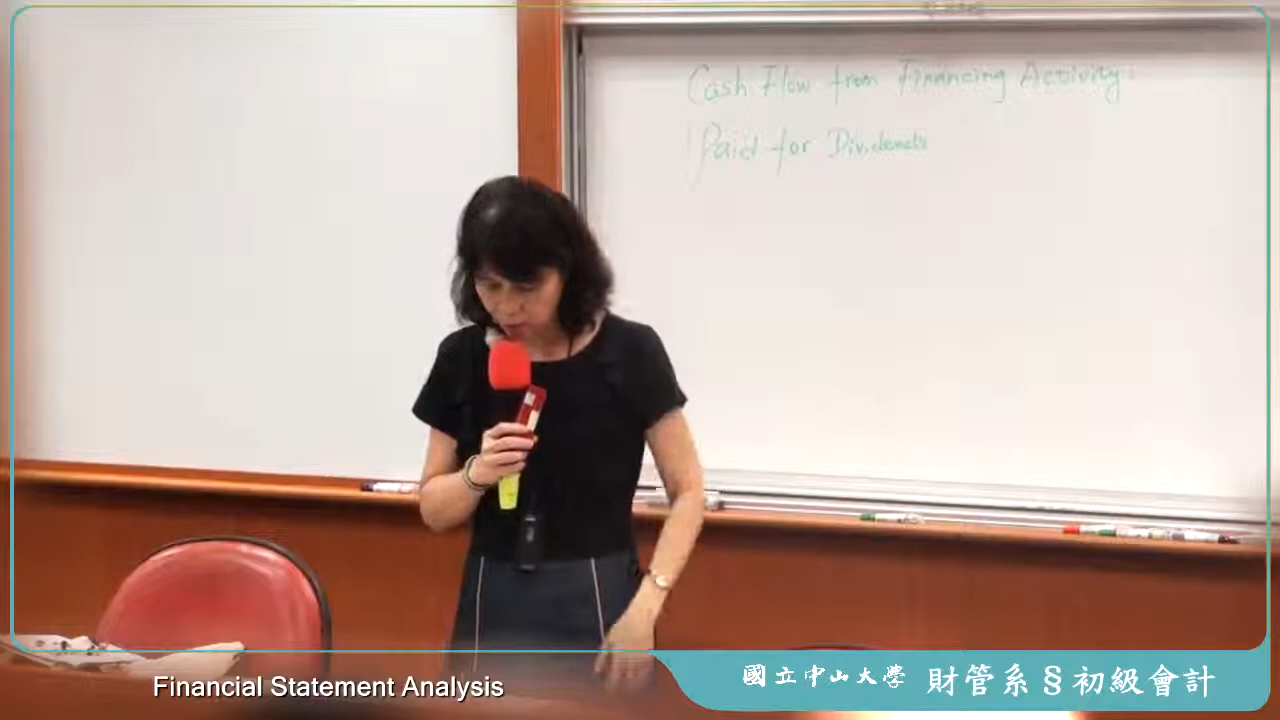 Cash Flow from Financing Activity:
Paid for Dividends
Financial Statement Analysis
國立中山大學 財管系§初級會計